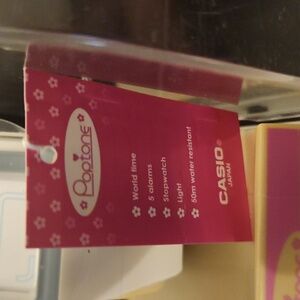 Poptone
World time
5 alarms
Stopwatch
Light
50m water resistant
CASIO
JAPAN